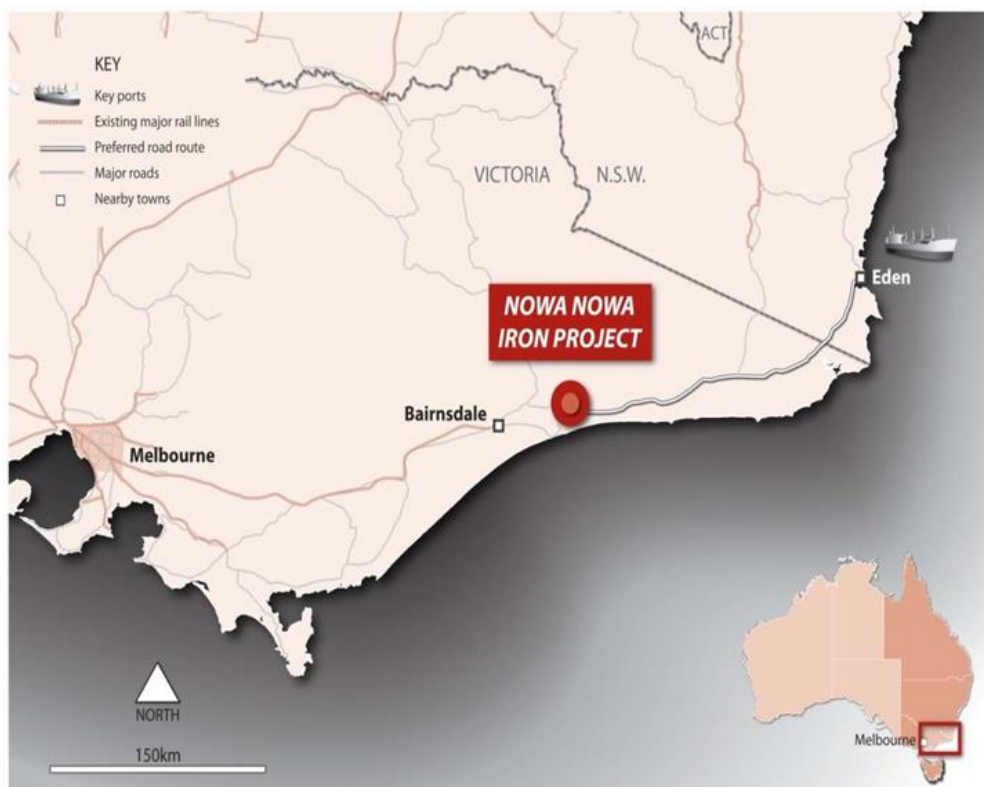 KEY
Key ports
Existing major rail lines
Preferred road route
Major roads
Nearby towns
ACT
VICTORIA
N.S.W.
Eden
NOWA NOWA
IRON PROJECT
Bairnsdale
Melbourne
NORTH
150km
Melbourne